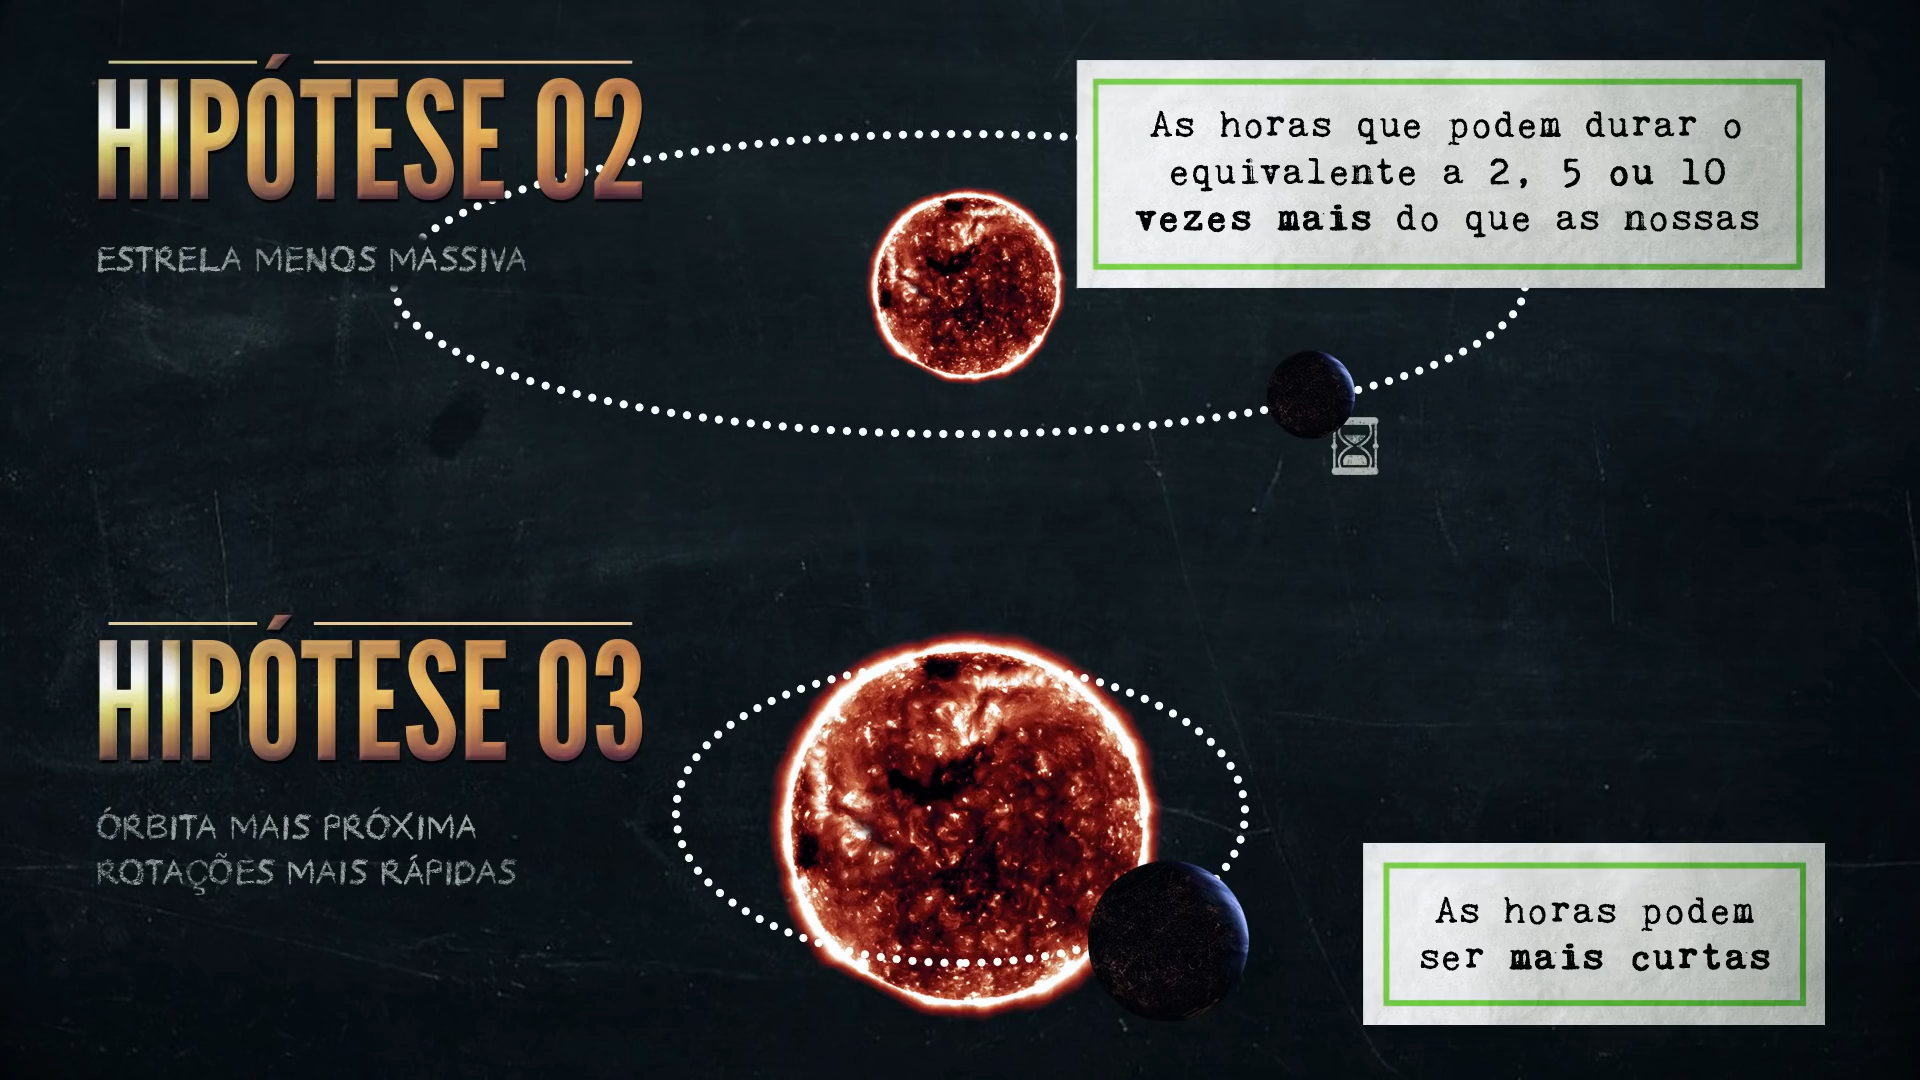 HIPÓTESE 02
ESTRELA MENOS MASSIVA
As horas que podem durar o
equivalente a 2, 5 ou 10
vezes mais do que as nossas
HIPÓTESE 03
ÓRBITA MAIS PRÓXIMA
ROTAÇÕES MAIS RÁPIDAS
As horas podem
ser mais curtas